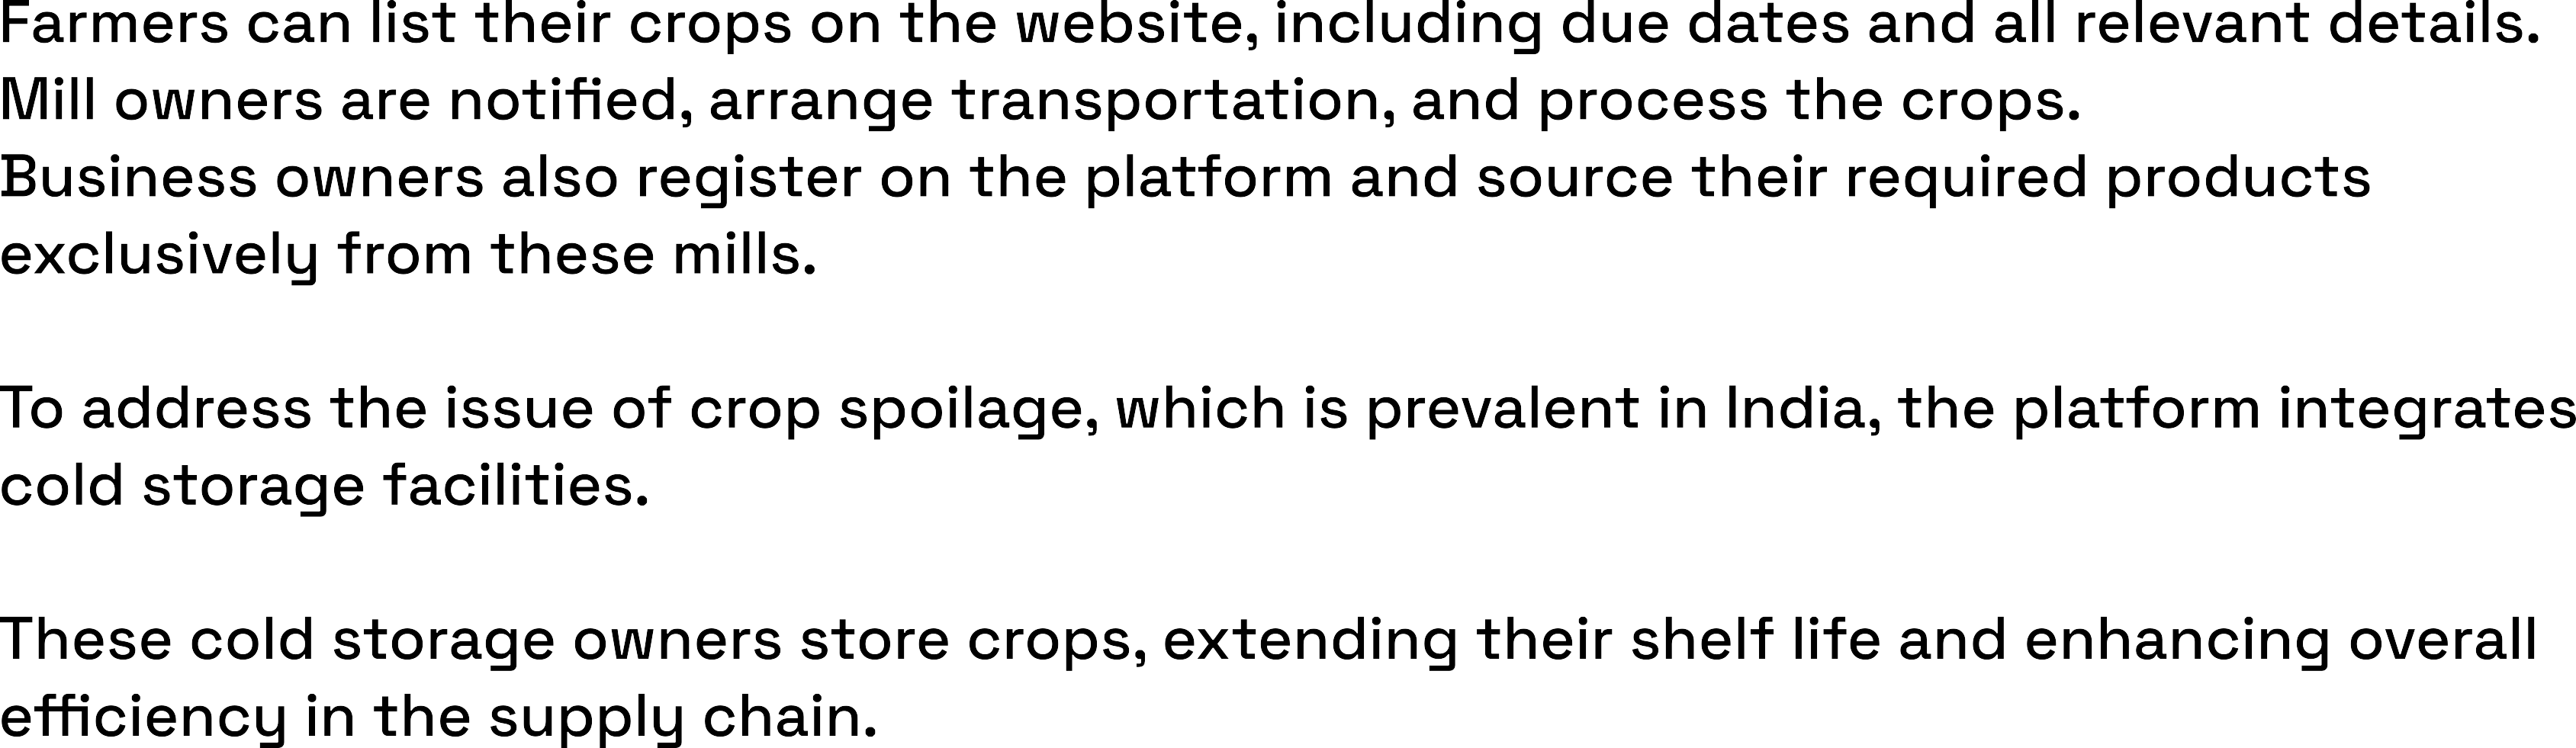 Farmers can list their crops on the website, including due dates and all relevant details.
Mill owners are notified, arrange transportation, and process the crops.
Business owners also register on the platform and source their required products
exclusively from these mills.
To address the issue of crop spoilage, which is prevalent in India, the platform integrates
cold storage facilities.
These cold storage owners store crops, extending their shelf life and enhancing overall
efficiency in the supply chain.